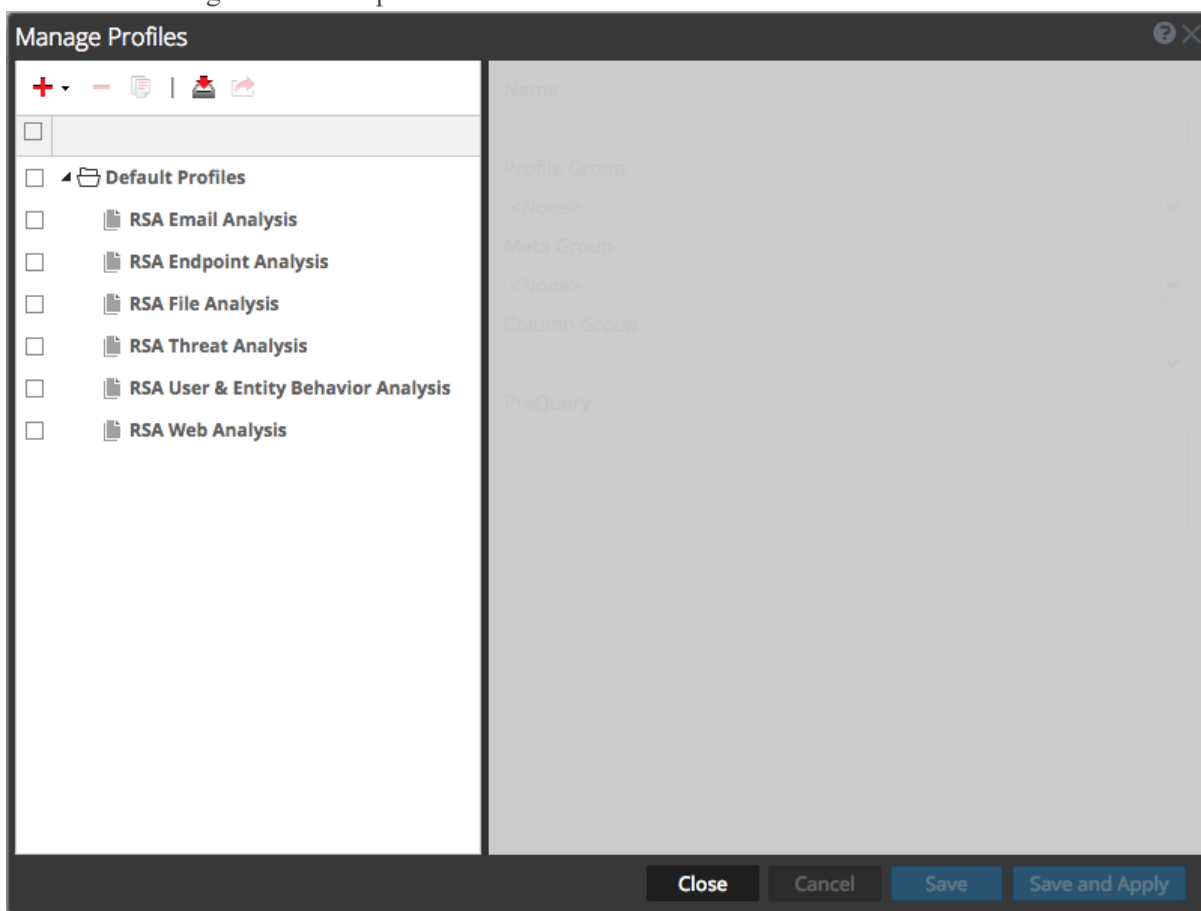 Manage Profiles
Default Profiles
RSA Email Analysis
RSA Endpoint Analysis
RSA File Analysis
RSA Threat Analysis
RSA User & Entity Behavior Analysis
RSA Web Analysis
Name
Profile Group
<None>
Meta Group
<None>
Column Group
PreQuery
Close
Cancel
Save
Save and Apply